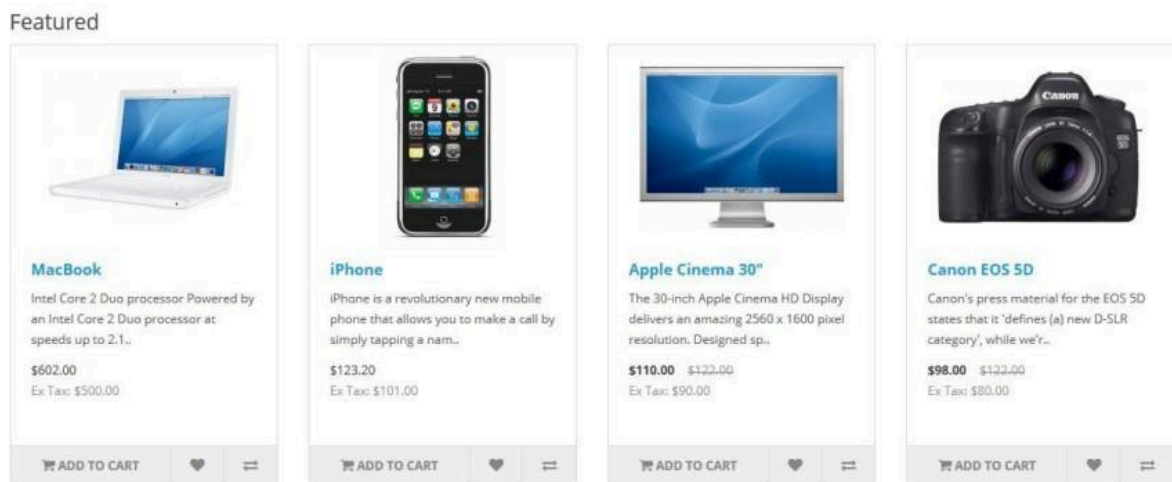 Featured
Canon
EOS
5D
MacBook
Intel Core 2 Duo processor Powered by
an Intel Core 2 Duo processor at
speeds up to 2.1..
$602.00
Ex Tax: $500.00
ADD TO CART
iPhone
iPhone is a revolutionary new mobile
phone that allows you to make a call by
simply tapping a nam..
$123.20
Ex Tax: $101.00
ADD TO CART
Apple Cinema 30"
The 30-inch Apple Cinema HD Display
delivers an amazing 2560 x 1600 pixel
resolution. Designed sp..
$110.00 $122.00
Ex Tax: $90.00
ADD TO CART
Canon EOS 5D
Canon's press material for the EOS 5D
states that it 'defines (a) new D-SLR
category', while we'r..
$98.00 $122.00
Ex Tax: $80.00
ADD TO CART